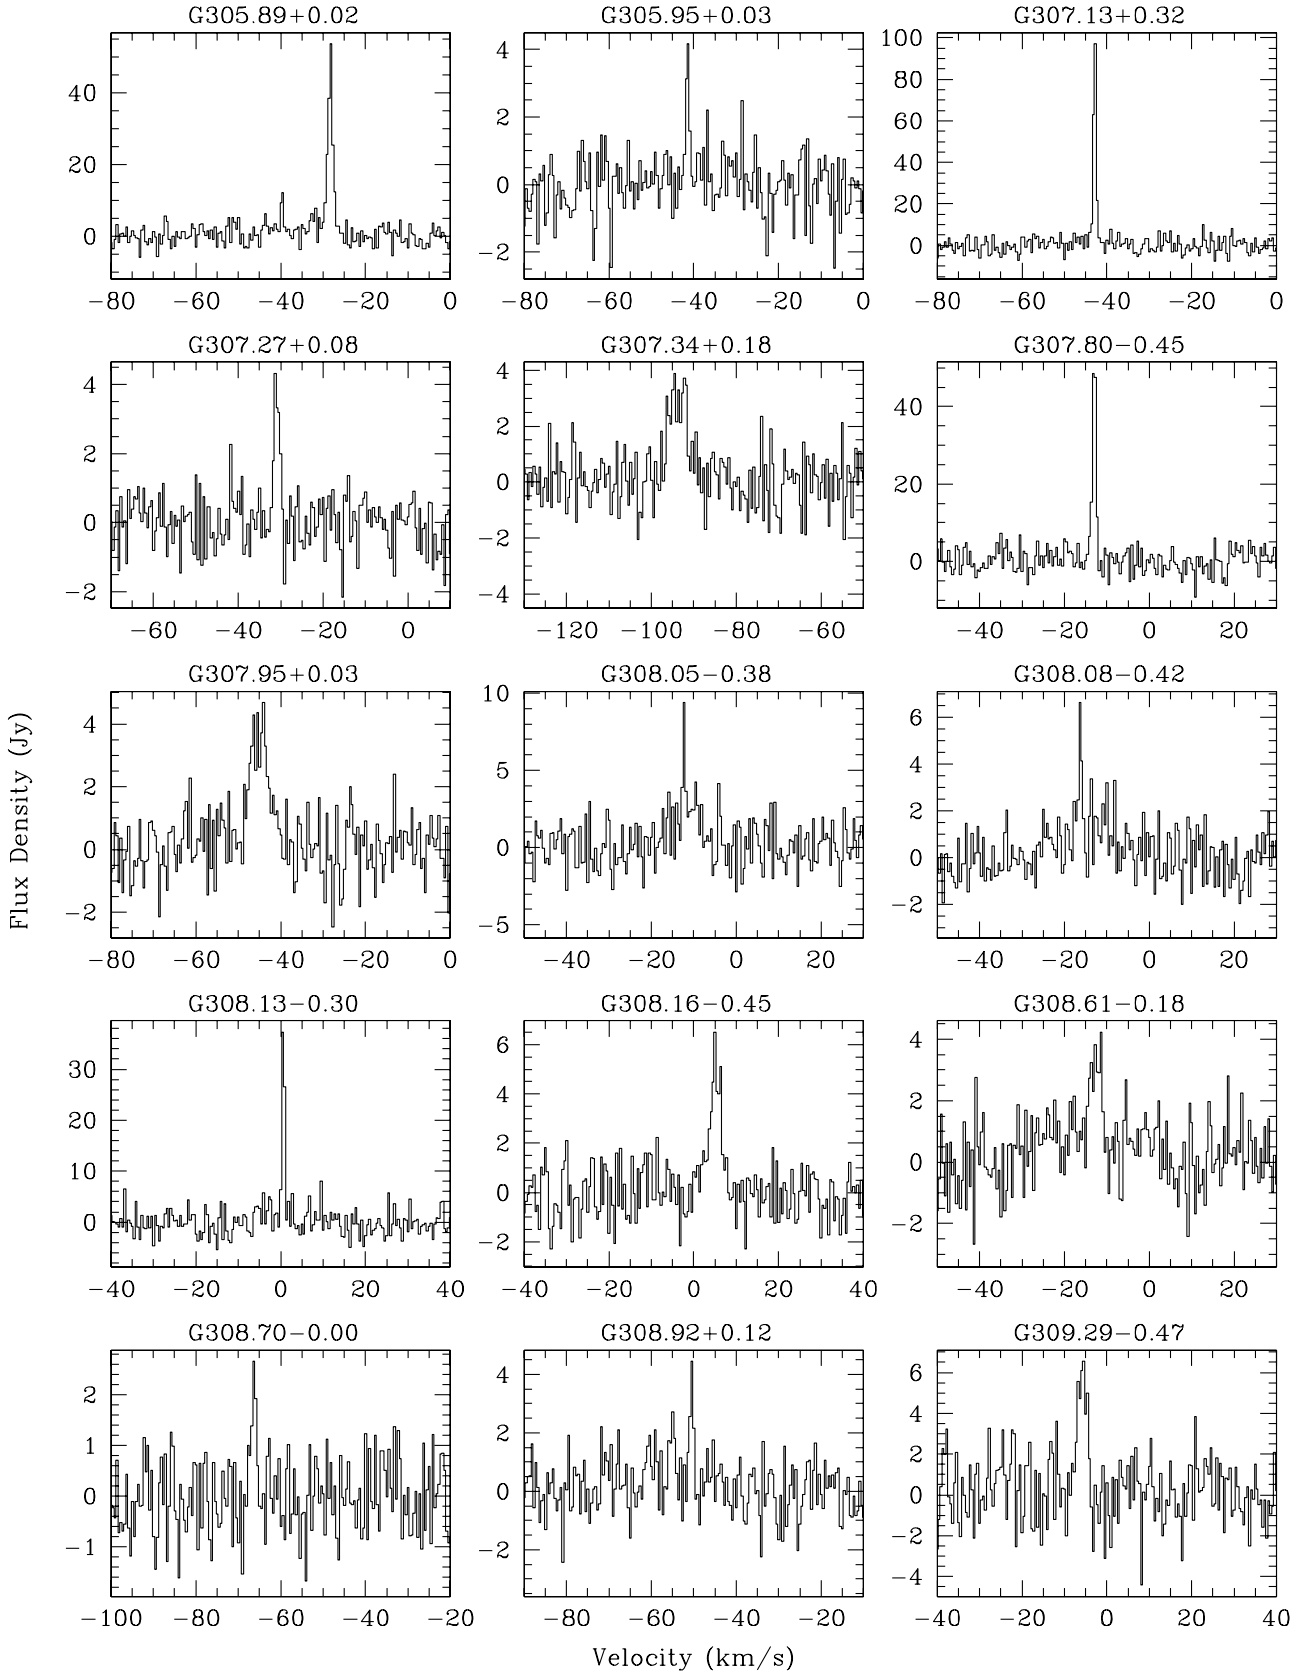 G305.89+0.02 G305.95+0.03 G307.13+0.32
40 20 0
4 2 0 −2
100 80 60 40 20 0
−80 −60 −40 −20 0 −80 −60 −40 −20 0 −80 −60 −40 −20 0
G307.27+0.08 G307.34+0.18 G307.80−0.45
4 2 0 −2
4 2 0 −2 −4
40 20 0
−60 −40 −20 0 −120 −100 −80 −60 −40 −20 0 20
G307.95+0.03 G308.05−0.38 G308.08−0.42
4 2 0 −2
10 5 0 −5
6 4 2 0 −2
−80 −60 −40 −20 0 −40 −20 0 20 −40 −20 0 20
Flux Density (Jy)
G308.13−0.30 G308.16−0.45 G308.61−0.18
30 20 10 0
6 4 2 0 −2
4 2 0 −2
−40 −20 0 20 40 −40 −20 0 20 40 −40 −20 0 20
G308.70−0.00 G308.92+0.12 G309.29−0.47
2 1 0 −1
4 2 0 −2
6 4 2 0 −2 −4
−100 −80 −60 −40 −20 −80 −60 −40 −20 −40 −20 0 20 40
Velocity (km/s)